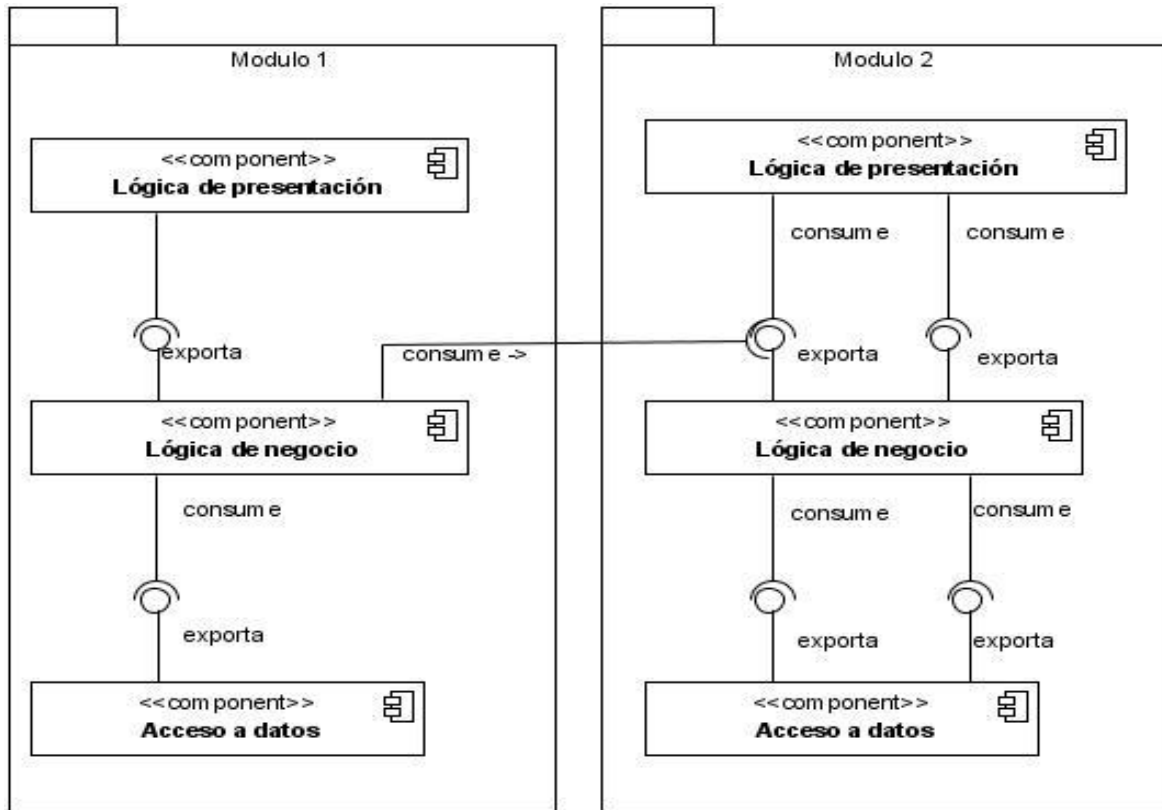 Modulo 1
<<component>>
Lógica de presentación
exporta
consume ->
<<component>>
Lógica de negocio
consume
exporta
<<component>>
Acceso a datos
Modulo 2
<<component>>
Lógica de presentación
consume
consume
exporta
exporta
<<component>>
Lógica de negocio
consume
consume
exporta
exporta
<<component>>
Acceso a datos